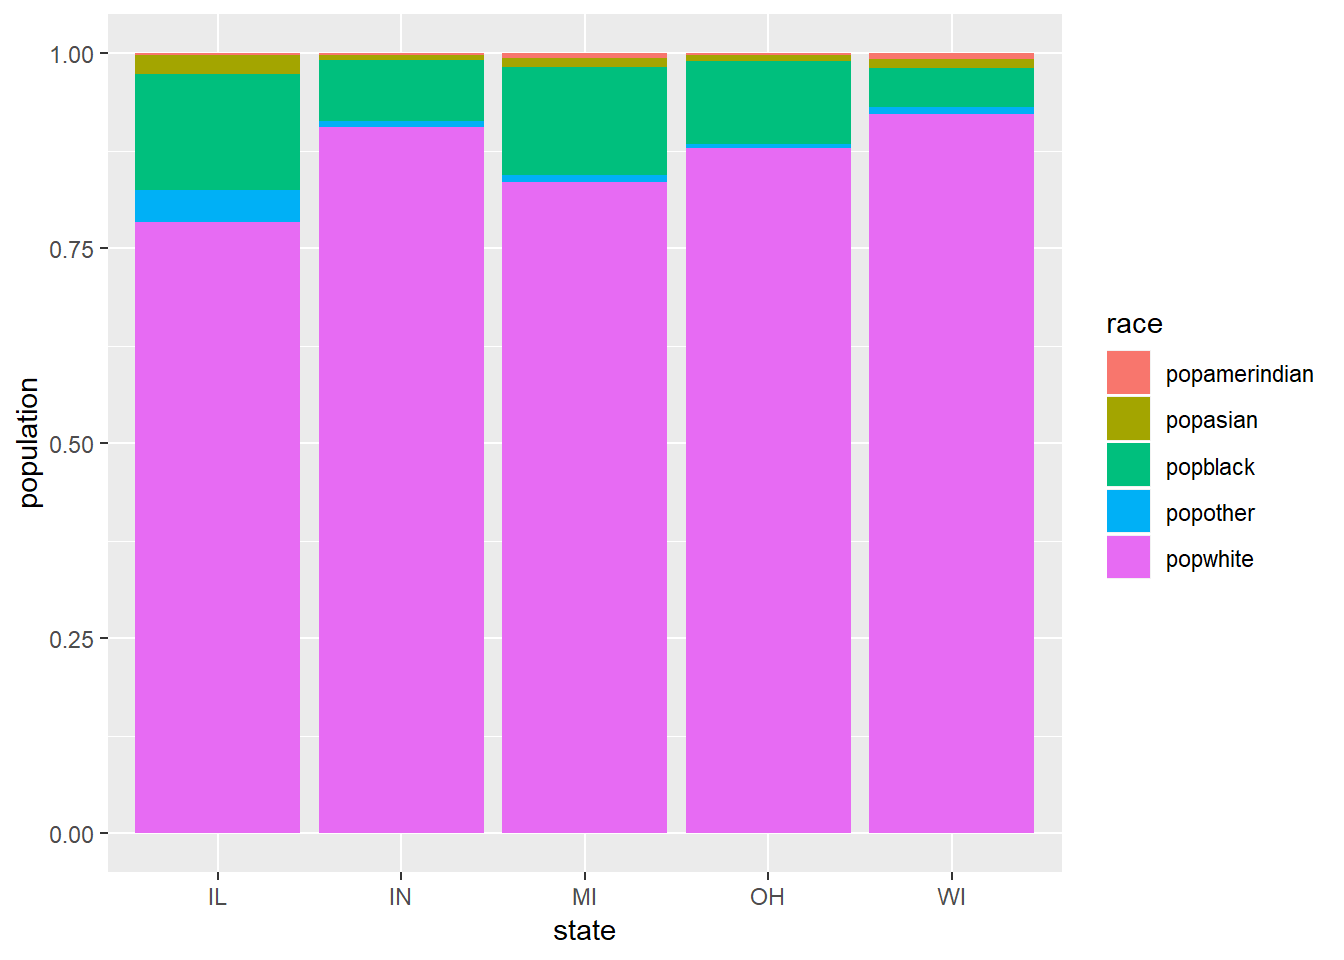 1.00
0.75
0.50
0.25
0.00
population
IL IN MI OH WI
state
race
popamerindian
popasian
popblack
popother
popwhite